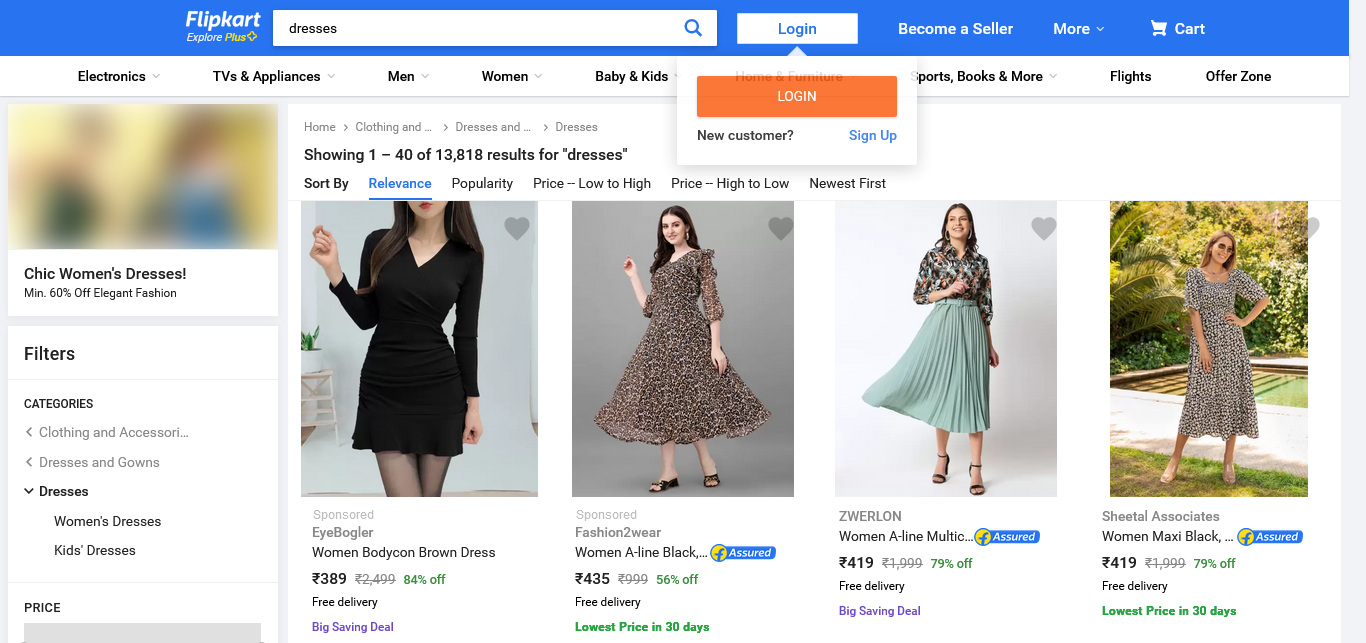 Flipkart
Explore Plus
dresses
Login
Become a Seller
More
Cart
Electronics
TVs & Appliances
Men
Women
Baby & Kids
Home & Furniture
Sports, Books & More
Flights
Offer Zone
LOGIN
New customer? Sign Up
Chic Women's Dresses!
Min. 60% Off Elegant Fashion
Filters
CATEGORIES
Clothing and Accessori...
Dresses and Gowns
Dresses
Women's Dresses
Kids' Dresses
PRICE
Home
Clothing and ...
Dresses and ...
Dresses
Showing 1 – 40 of 13,818 results for "dresses"
Sort By Relevance Popularity Price -- Low to High Price -- High to Low Newest First
Sponsored
EyeBogler
Women Bodycon Brown Dress
₹389 ₹2,499 84% off
Free delivery
Big Saving Deal
Sponsored
Fashion2wear
Women A-line Black,... Assured
₹435 ₹999 56% off
Free delivery
Lowest Price in 30 days
ZWERLON
Women A-line Multic... Assured
₹419 ₹1,999 79% off
Free delivery
Big Saving Deal
Sheetal Associates
Women Maxi Black, ... Assured
₹419 ₹1,999 79% off
Free delivery
Lowest Price in 30 days